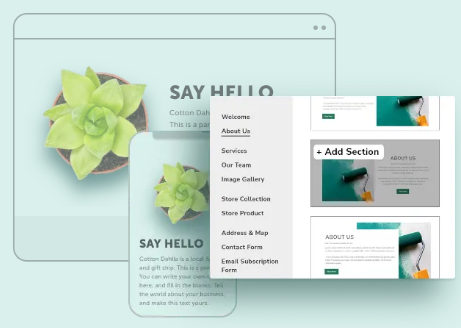 SAY HELLO
Cotton Dahl
This is a par
SAY HELLO
Cotton Dahlia is a local
and gift shop. This is a
You can write your own
here, and fill in the blanks. Tell
the world about your business,
and make this text yours.
Welcome
About Us
Services
Our Team
Image Gallery
Store Collection
Store Product
Address & Map
Contact Form
Email Subscription
Form
+ Add Section
ABOUT US
ABOUT US